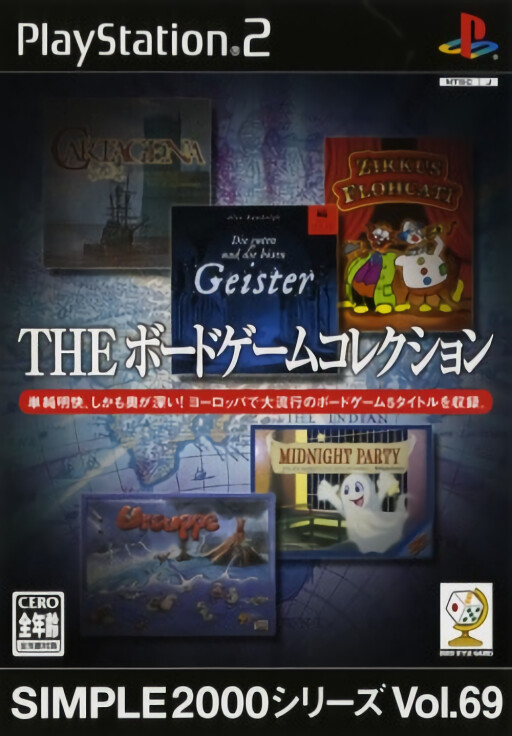 PlayStation.2
NTSC J
CARTAGENA
ZIRKUS
FLOHCATI
Alex Randolph
Die guten
und die bösen
Geister
THE ボードゲームコレクション
単純明快、しかも奥が深い! ヨーロッパで大流行のボードゲーム5タイトルを収録。
THE INDIAN
MIDNIGHT PARTY
CERO
全年齢
SIMPLE2000シリーズ Vol.69